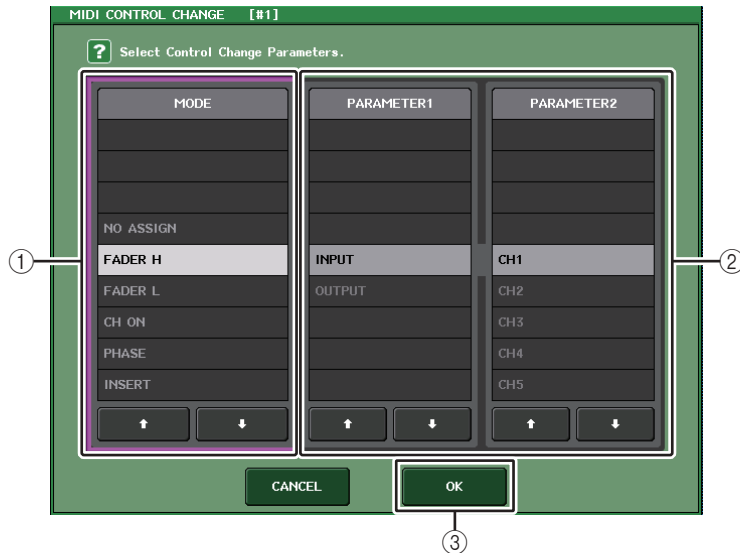 MIDI CONTROL CHANGE [#1]
? Select Control Change Parameters.
MODE
NO ASSIGN
FADER H
FADER L
CH ON
PHASE
INSERT
PARAMETER1
INPUT
OUTPUT
PARAMETER2
CH1
CH2
CH3
CH4
CH5
CANCEL
OK
①
②
③